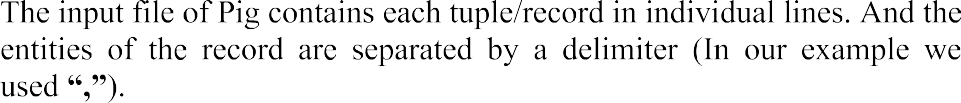 The input file of Pig contains each tuple/record in individual lines. And the
entities of the record are separated by a delimiter (In our example we
used “,”).